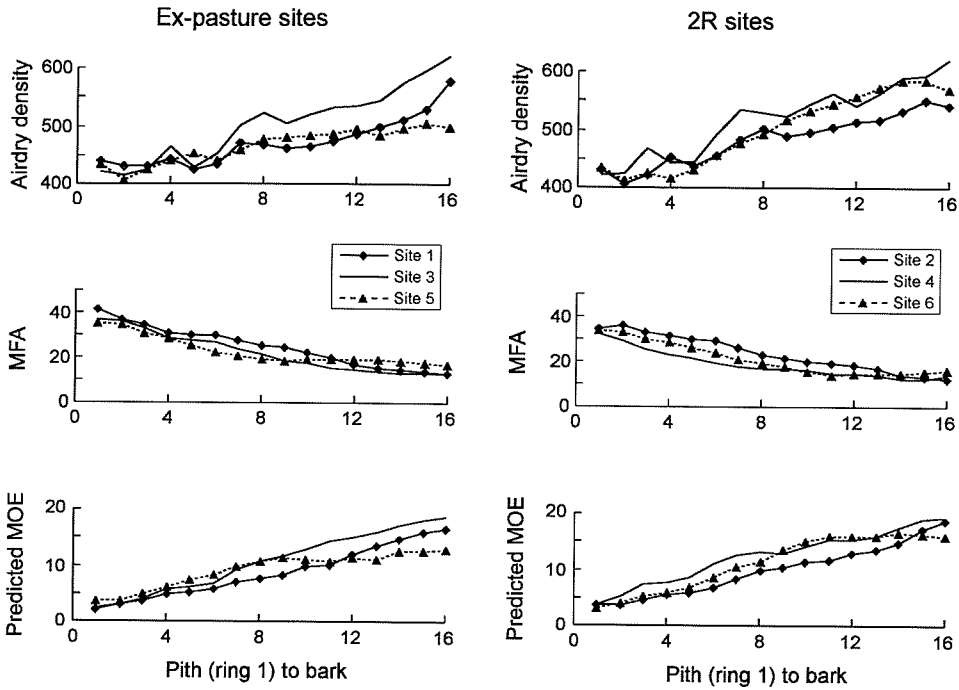 Ex-pasture sites
Airdry density
600
500
400
0 4 8 12 16
Site 1
Site 3
Site 5
MFA
40
20
0
0 4 8 12 16
Predicted MOE
20
10
0
0 4 8 12 16
Pith (ring 1) to bark
2R sites
Airdry density
600
500
400
0 4 8 12 16
Site 2
Site 4
Site 6
MFA
40
20
0
0 4 8 12 16
Predicted MOE
20
10
0
0 4 8 12 16
Pith (ring 1) to bark